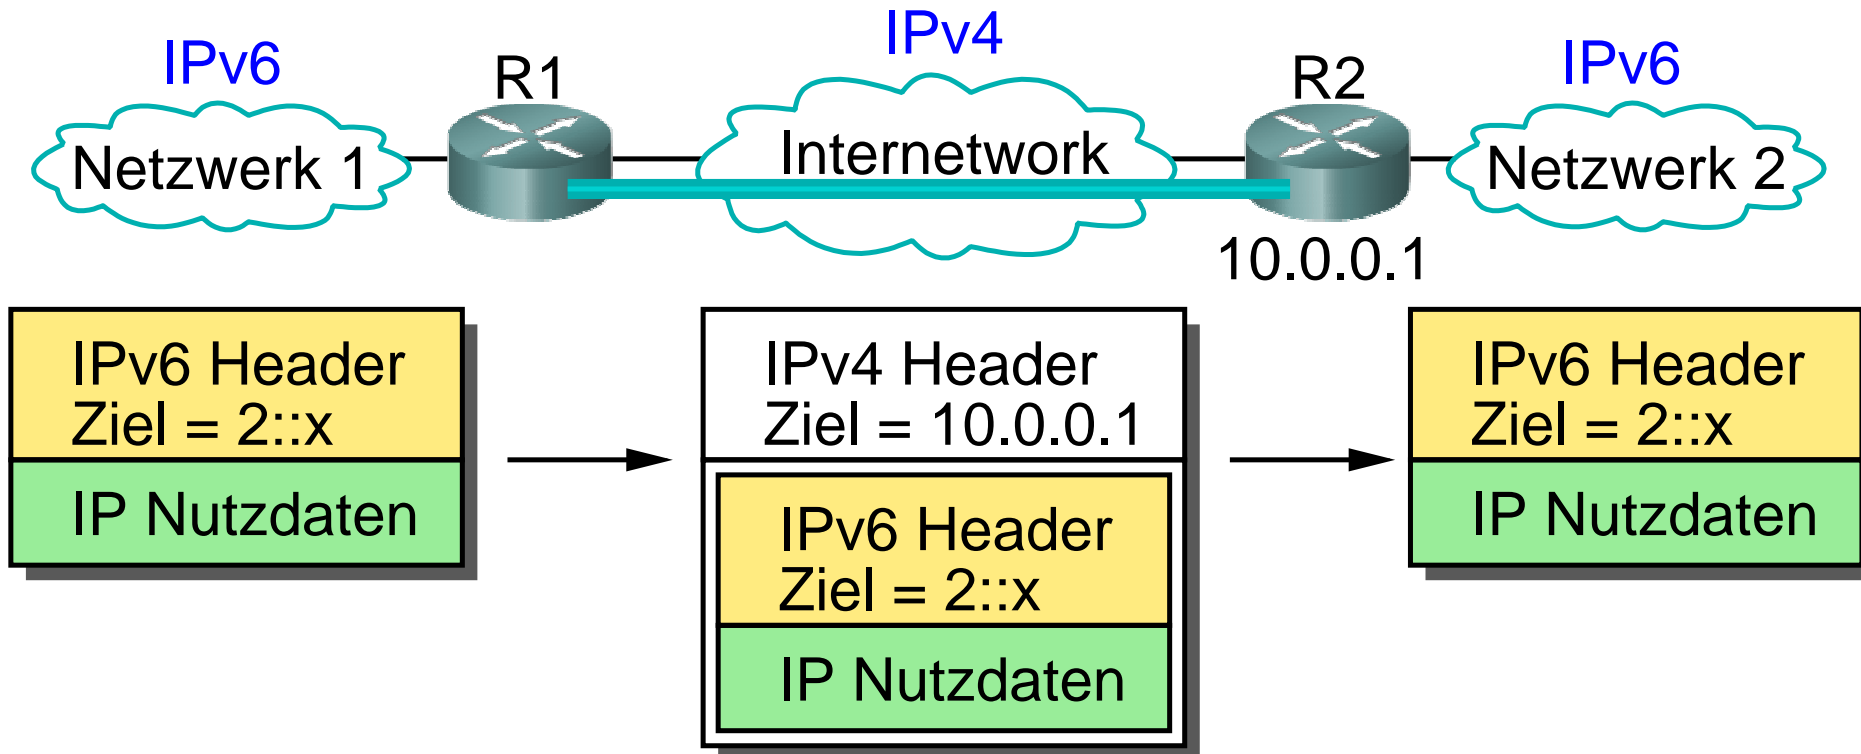 IPv6
R1
IPv4
R2
IPv6
Netzwerk 1
Internetwork
Netzwerk 2
10.0.0.1
IPv6 Header
Ziel = 2::x
IP Nutzdaten
IPv4 Header
Ziel = 10.0.0.1
IPv6 Header
Ziel = 2::x
IP Nutzdaten
IPv6 Header
Ziel = 2::x
IP Nutzdaten